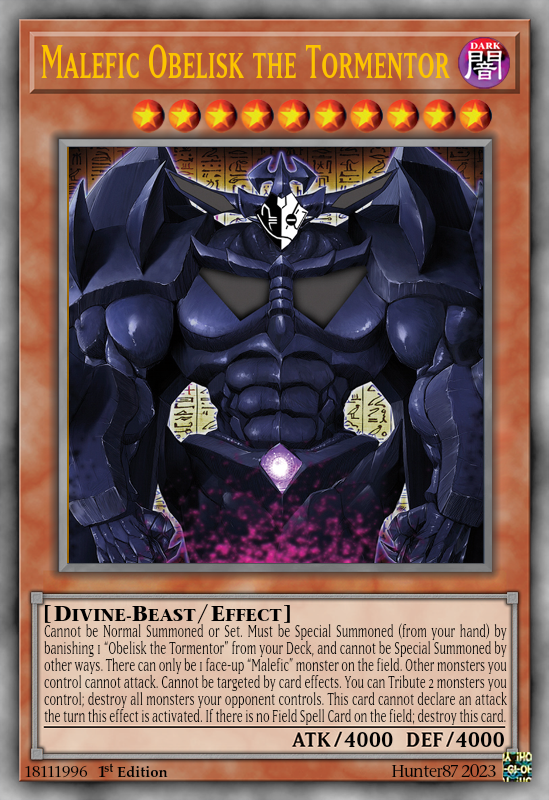 Malefic Obelisk the Tormentor
DARK
闇
[Divine-Beast/Effect]
Cannot be Normal Summoned or Set. Must be Special Summoned (from your hand) by
banishing 1 “Obelisk the Tormentor” from your Deck, and cannot be Special Summoned by
other ways. There can only be 1 face-up “Malefic” monster on the field. Other monsters you
control cannot attack. Cannot be targeted by card effects. You can Tribute 2 monsters you
control; destroy all monsters your opponent controls. This card cannot declare an attack
the turn this effect is activated. If there is no Field Spell Card on the field; destroy this card.
ATK/4000 DEF/4000
18111996 1st Edition Hunter87 2023